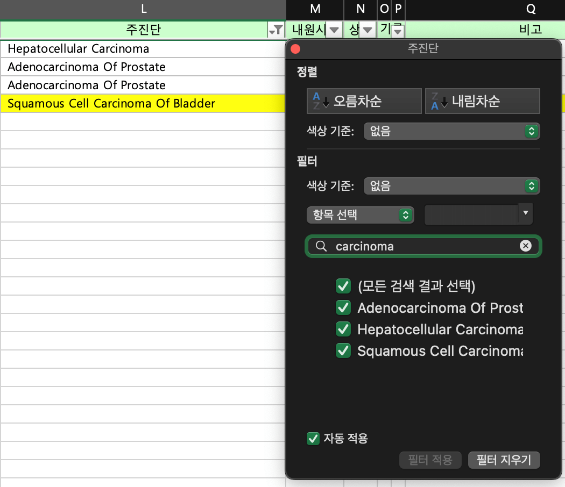 L M N O P Q
주진단 내원시 상 기 비고
Hepatocellular Carcinoma
Adenocarcinoma Of Prostate
Adenocarcinoma Of Prostate
Squamous Cell Carcinoma Of Bladder
주진단
정렬
오름차순 내림차순
색상 기준: 없음
필터
색상 기준: 없음
항목 선택
carcinoma
(모든 검색 결과 선택)
Adenocarcinoma Of Prost
Hepatocellular Carcinoma
Squamous Cell Carcinoma
자동 적용
필터 적용 필터 지우기